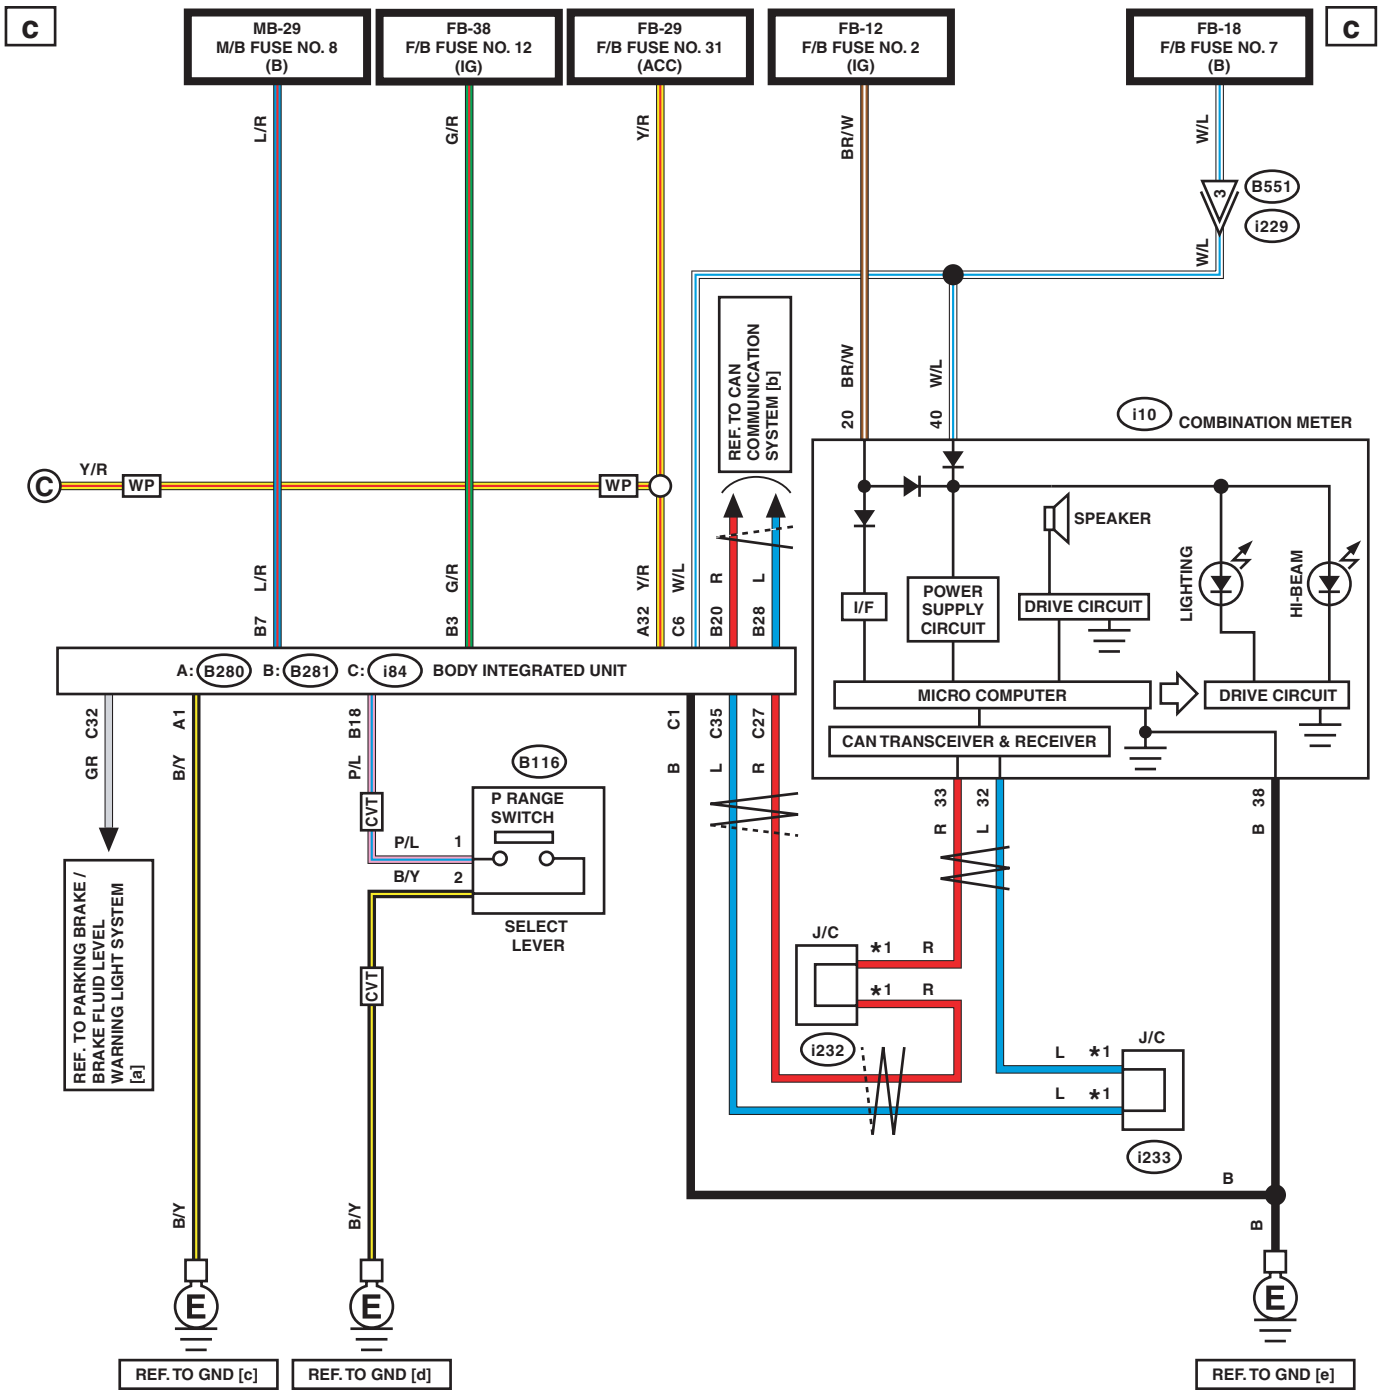 C
MB-29
M/B FUSE NO. 8
(B)
FB-38
F/B FUSE NO. 12
(IG)
FB-29
F/B FUSE NO. 31
(ACC)
FB-12
F/B FUSE NO. 2
(IG)
FB-18
F/B FUSE NO. 7
(B)
C
L/R
G/R
Y/R
BR/W
W/L
3
B551
i229
W/L
REF. TO CAN
COMMUNICATION
SYSTEM [b]
BR/W
W/L
20
40
i10
COMBINATION METER
C
Y/R
WP
WP
SPEAKER
LIGHTING
HI-BEAM
L/R
G/R
Y/R
W/L
R
L
I/F
POWER
SUPPLY
CIRCUIT
DRIVE CIRCUIT
B7
B3
A32
C6
B20
B28
A:
B280
B:
B281
C:
i84
BODY INTEGRATED UNIT
MICRO COMPUTER
DRIVE CIRCUIT
CAN TRANSCEIVER & RECEIVER
C32
A1
B18
C1
C35
C27
GR
B/Y
P/L
B
L
R
B116
CVT
P RANGE
SWITCH
P/L
1
B/Y
2
SELECT
LEVER
33
32
38
R
L
B
REF. TO PARKING BRAKE /
BRAKE FLUID LEVEL
WARNING LIGHT SYSTEM
[a]
CVT
J/C
*1 R
*1 R
i232
J/C
L *1
L *1
i233
B
B/Y
B/Y
B
E
E
E
REF. TO GND [c]
REF. TO GND [d]
REF. TO GND [e]